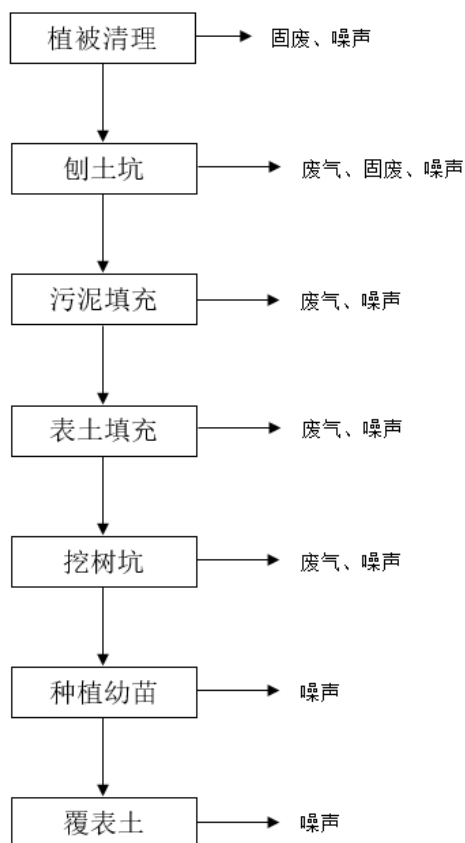 植被清理
固废、噪声
刨土坑
废气、固废、噪声
污泥填充
废气、噪声
表土填充
废气、噪声
挖树坑
废气、噪声
种植幼苗
噪声
覆表土
噪声